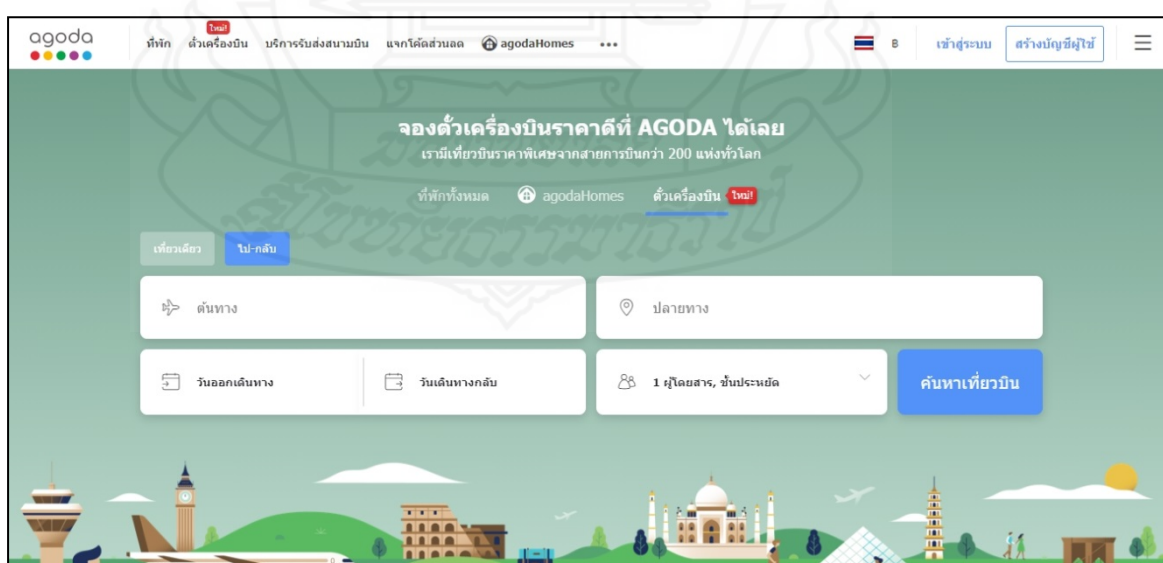 agoda
ใหม่!
ที่พัก ตั๋วเครื่องบิน บริการรับส่งสนามบิน แจกโค้ดส่วนลด agodaHomes ••• ฿ เข้าสู่ระบบ สร้างบัญชีผู้ใช้
จองตั๋วเครื่องบินราคาดีที่ AGODA ได้เลย
เรามีเที่ยวบินราคาพิเศษจากสายการบินกว่า 200 แห่งทั่วโลก
ที่พักทั้งหมด agodaHomes ตั๋วเครื่องบิน ใหม่!
เที่ยวเดียว ไป-กลับ
ต้นทาง ปลายทาง
วันออกเดินทาง วันเดินทางกลับ 1 ผู้โดยสาร, ชั้นประหยัด ค้นหาเที่ยวบิน